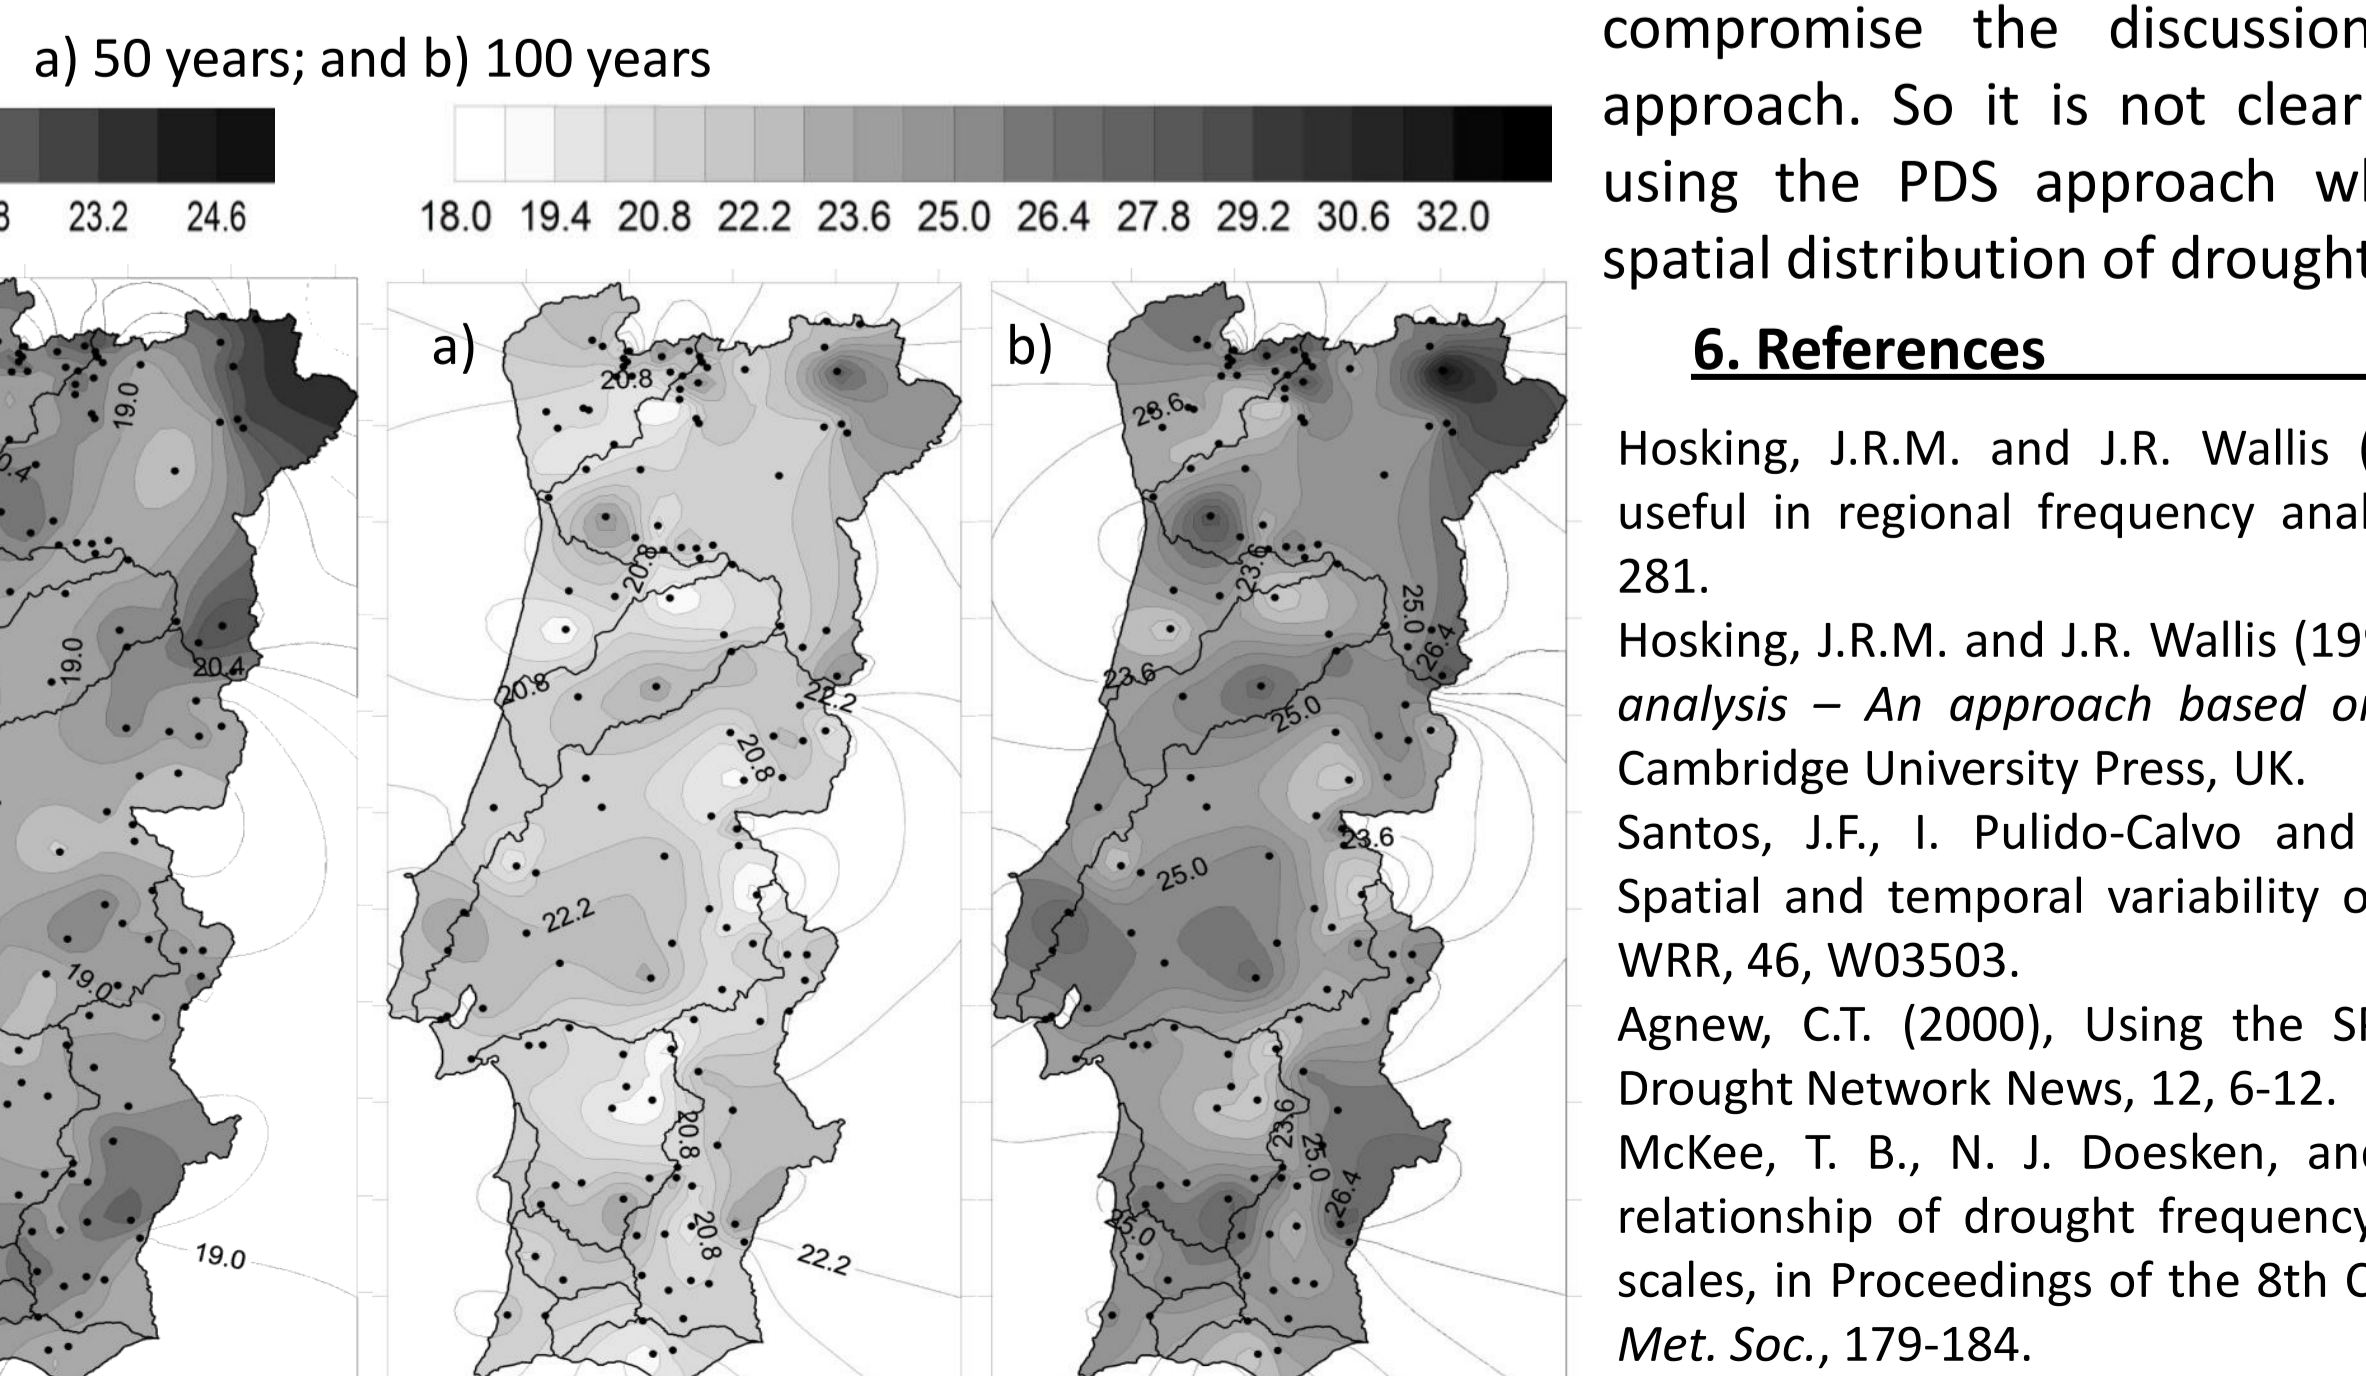 a) 50 years; and b) 100 years
23.2 24.6
18.0 19.4 20.8 22.2 23.6 25.0 26.4 27.8 29.2 30.6 32.0
19.0
19.0
20.4
19.0
19.0
a)
20.8
20.8
20.8
22.2
20.8
22.2
20.8
20.8
22.2
b)
23.6
23.6
25.0
26.4
25.0
23.6
25.0
23.6
25.0
26.4
25.0
compromise the discussion
approach. So it is not clear
using the PDS approach
spatial distribution of drought
6. References
Hosking, J.R.M. and J.R. Wallis (
useful in regional frequency
281.
Hosking, J.R.M. and J.R. Wallis (19
analysis – An approach based
Cambridge University Press, UK.
Santos, J.F., I. Pulido-Calvo and
Spatial and temporal variability
WRR, 46, W03503.
Agnew, C.T. (2000), Using the
Drought Network News, 12, 6-12.
McKee, T. B., N. J. Doesken,
relationship of drought frequency
scales, in Proceedings of the 8th
Met. Soc., 179-184.